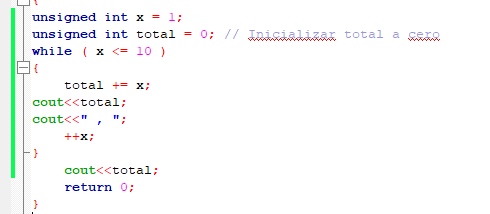 {
unsigned int x = 1;
unsigned int total = 0; // Inicializar total a cero
while ( x <= 10 )
{
total += x;
cout<<total;
cout<<" , ";
++x;
}
cout<<total;
return 0;
}